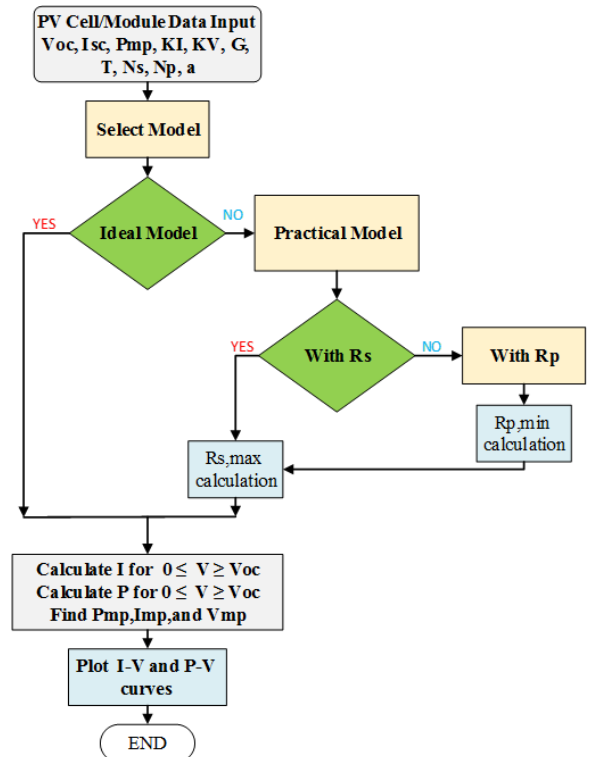 PV Cell/Module Data Input
Voc, Isc, Pmp, KI, KV, G,
T, Ns, Np, a
Select Model
YES
Ideal Model
NO
Practical Model
YES
With Rs
NO
With Rp
Rp,min
calculation
Rs,max
calculation
Calculate I for 0 ≤ V ≥ Voc
Calculate P for 0 ≤ V ≥ Voc
Find Pmp,Imp,and Vmp
Plot I-V and P-V
curves
END